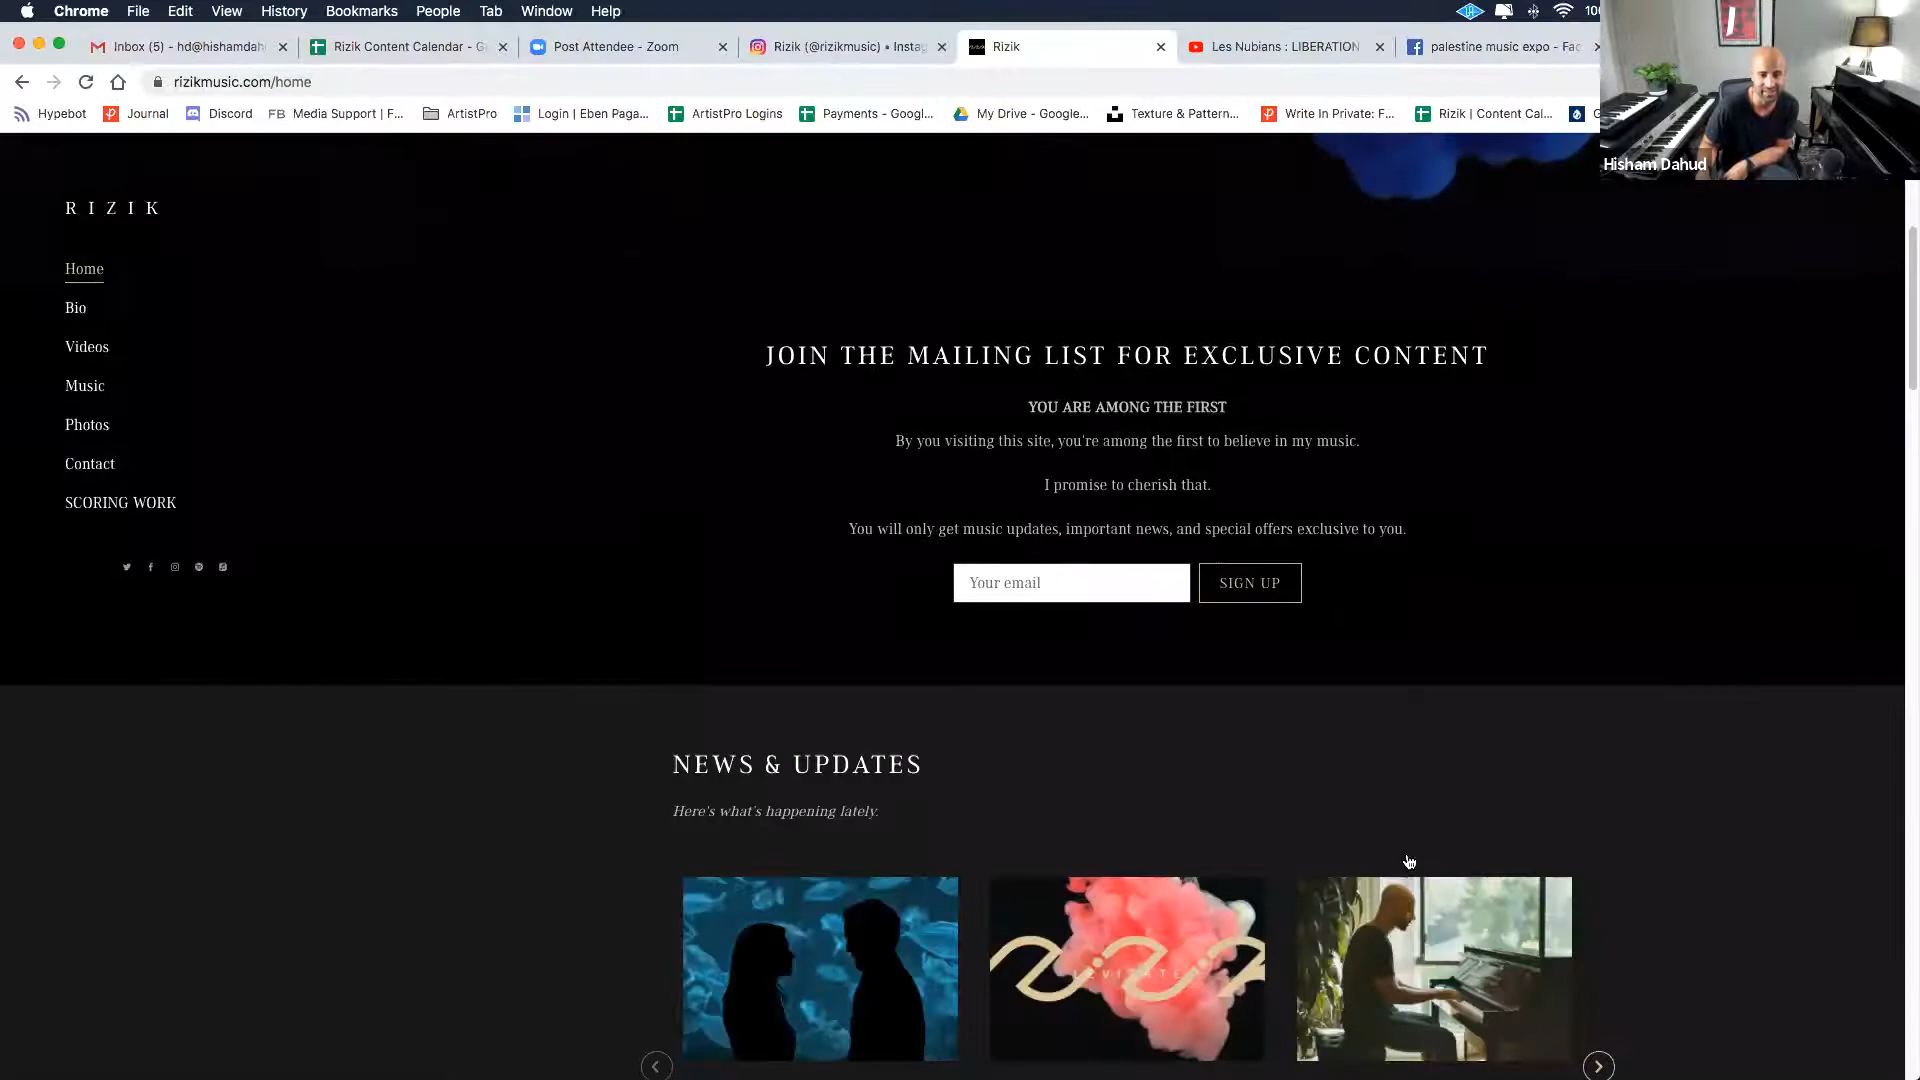 Chrome File Edit View History Bookmarks People Tab Window Help
Inbox (5) - hd@hishamdah
Rizik Content Calendar - G
Post Attendee - Zoom
Rizik (@rizikmusic) • Instag
Rizik
Les Nubians : LIBERATION
palestine music expo - Fac
rizikmusic.com/home
Hypebot
Journal
Discord
FB Media Support | F...
ArtistPro
Login | Eben Paga...
ArtistPro Logins
Payments - Googl...
My Drive - Google...
Texture & Pattern...
Write In Private: F...
Rizik | Content Cal...
Hisham Dahud
RIZIK
Home
Bio
Videos
Music
Photos
Contact
SCORING WORK
JOIN THE MAILING LIST FOR EXCLUSIVE CONTENT
YOU ARE AMONG THE FIRST
By you visiting this site, you're among the first to believe in my music.
I promise to cherish that.
You will only get music updates, important news, and special offers exclusive to you.
Your email
SIGN UP
NEWS & UPDATES
Here's what's happening lately.
LEVITATE